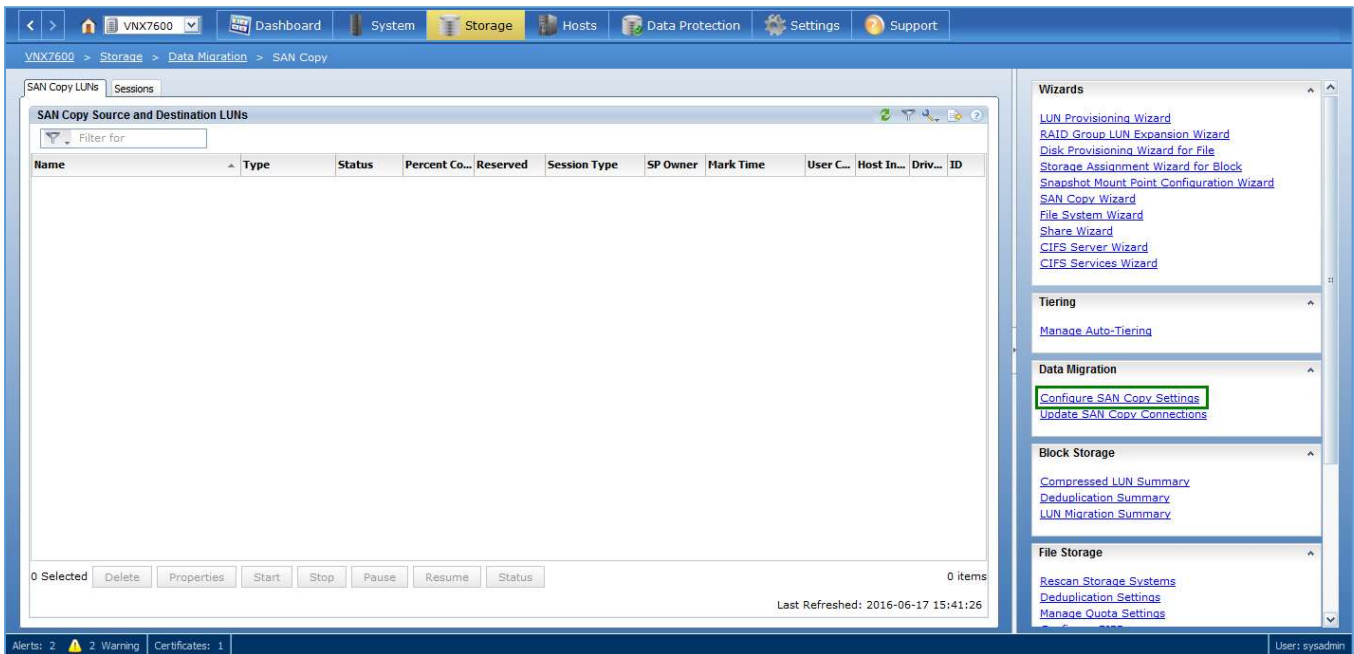 VNX7600 Dashboard System Storage Hosts Data Protection Settings Support
VNX7600 > Storage > Data Migration > SAN Copy
SAN Copy LUNs Sessions
SAN Copy Source and Destination LUNs
Filter for
Name Type Status Percent Co... Reserved Session Type SP Owner Mark Time User C... Host In... Driv... ID
0 Selected Delete Properties Start Stop Pause Resume Status 0 items
Last Refreshed: 2016-06-17 15:41:26
Wizards
LUN Provisioning Wizard
RAID Group LUN Expansion Wizard
Disk Provisioning Wizard for File
Storage Assignment Wizard for Block
Snapshot Mount Point Configuration Wizard
SAN Copy Wizard
File System Wizard
Share Wizard
CIFS Server Wizard
CIFS Services Wizard
Tiering
Manage Auto-Tiering
Data Migration
Configure SAN Copy Settings
Update SAN Copy Connections
Block Storage
Compressed LUN Summary
Deduplication Summary
LUN Migration Summary
File Storage
Rescan Storage Systems
Deduplication Settings
Manage Quota Settings
Alerts: 2 2 Warning Certificates: 1 User: sysadmin